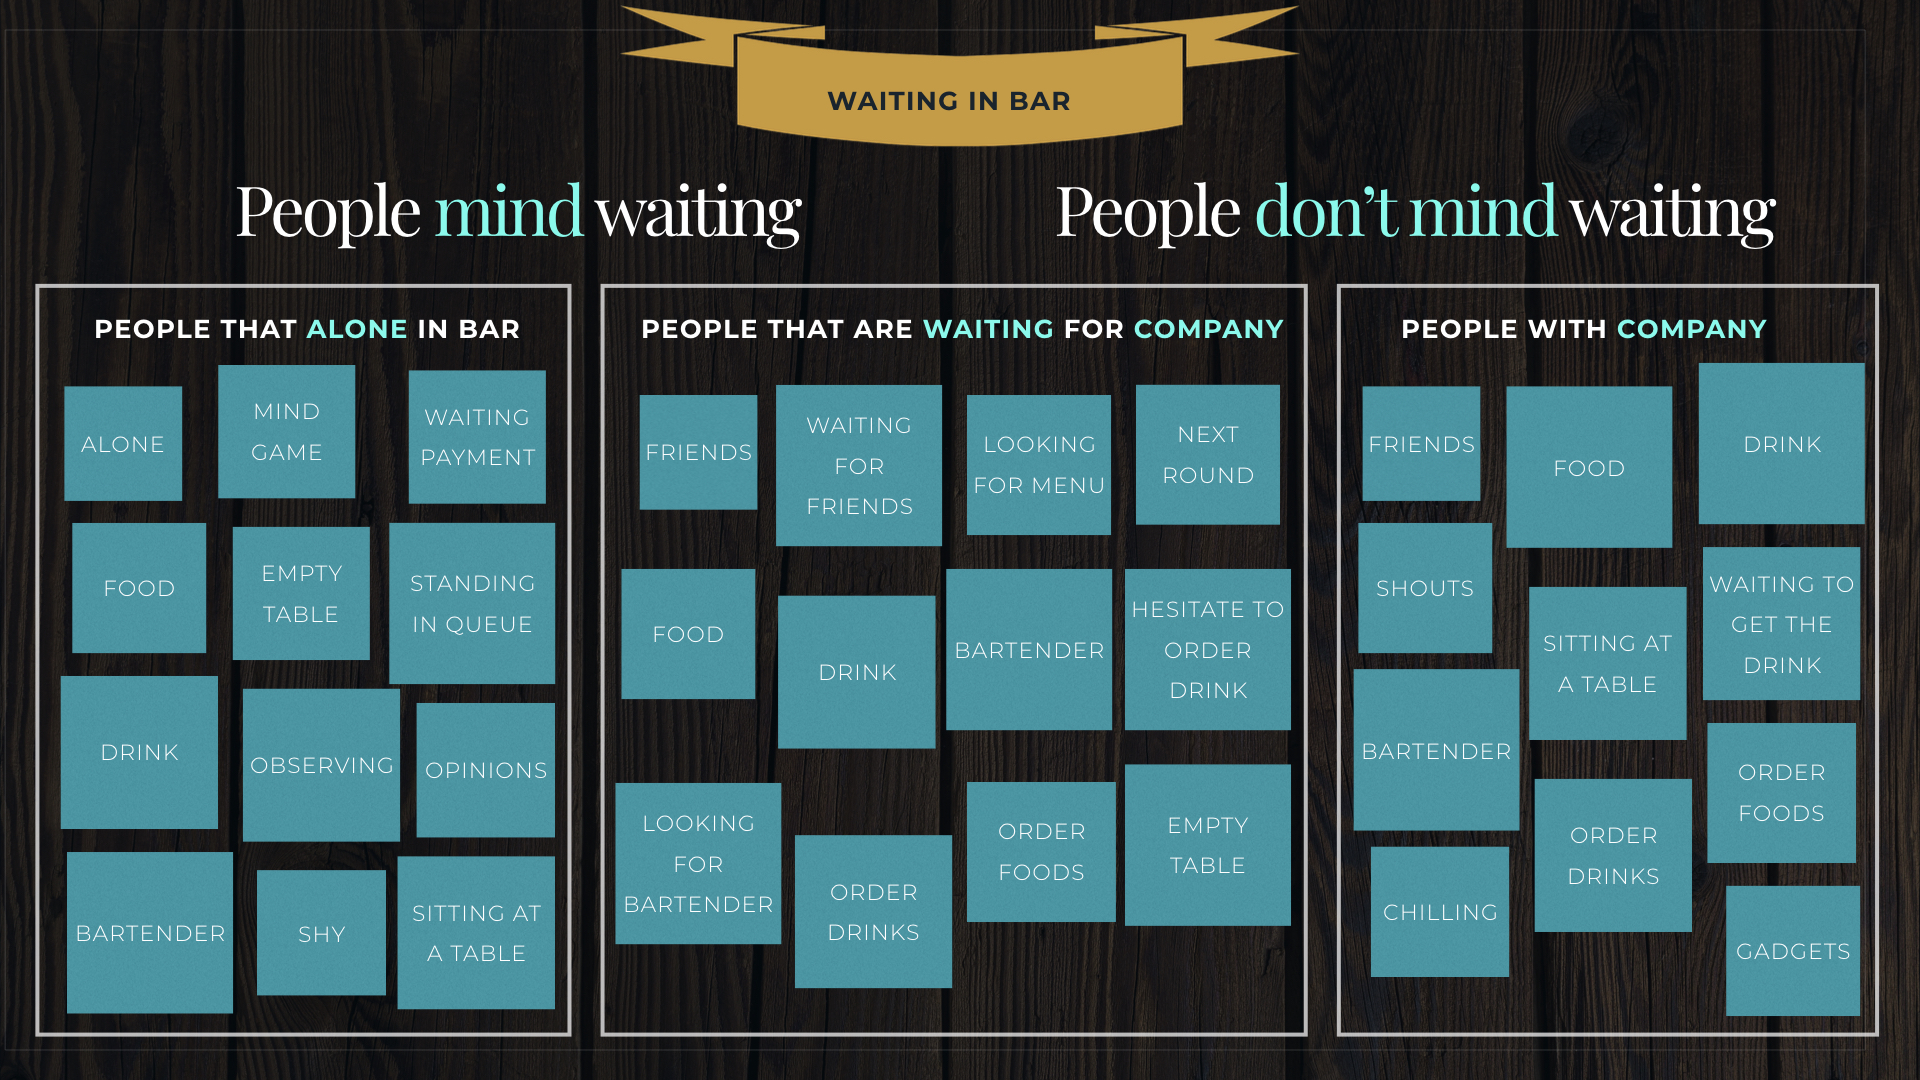 WAITING IN BAR
People mind waiting
People don't mind waiting
PEOPLE THAT ALONE IN BAR
ALONE
MIND
GAME
WAITING
PAYMENT
FOOD
EMPTY
TABLE
STANDING
IN QUEUE
DRINK
OBSERVING
OPINIONS
BARTENDER
SHY
SITTING AT
A TABLE
PEOPLE THAT ARE WAITING FOR COMPANY
FRIENDS
WAITING
FOR
FRIENDS
LOOKING
FOR MENU
NEXT
ROUND
FOOD
DRINK
BARTENDER
HESITATE TO
ORDER
DRINK
LOOKING
FOR
BARTENDER
ORDER
DRINKS
ORDER
FOODS
EMPTY
TABLE
PEOPLE WITH COMPANY
FRIENDS
FOOD
DRINK
SHOUTS
SITTING AT
A TABLE
WAITING TO
GET THE
DRINK
BARTENDER
ORDER
DRINKS
ORDER
FOODS
CHILLING
GADGETS